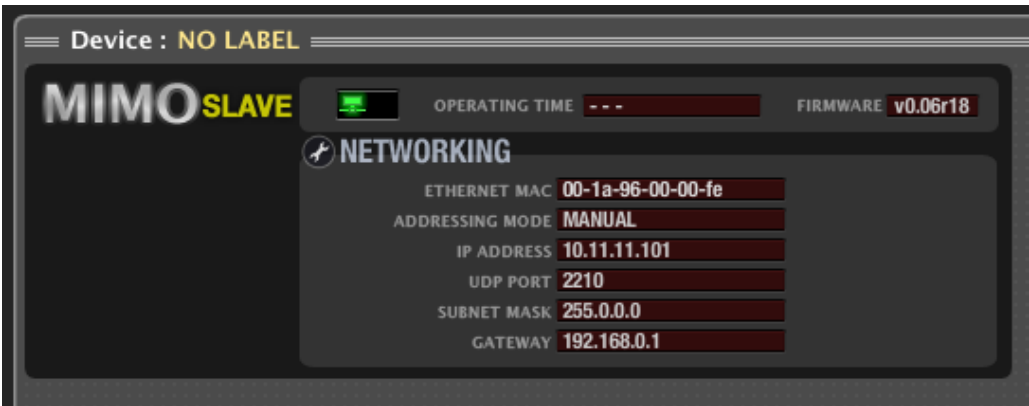 Device : NO LABEL
MIMO SLAVE OPERATING TIME - - - FIRMWARE v0.06r18
NETWORKING
ETHERNET MAC 00-1a-96-00-00-fe
ADDRESSING MODE MANUAL
IP ADDRESS 10.11.11.101
UDP PORT 2210
SUBNET MASK 255.0.0.0
GATEWAY 192.168.0.1